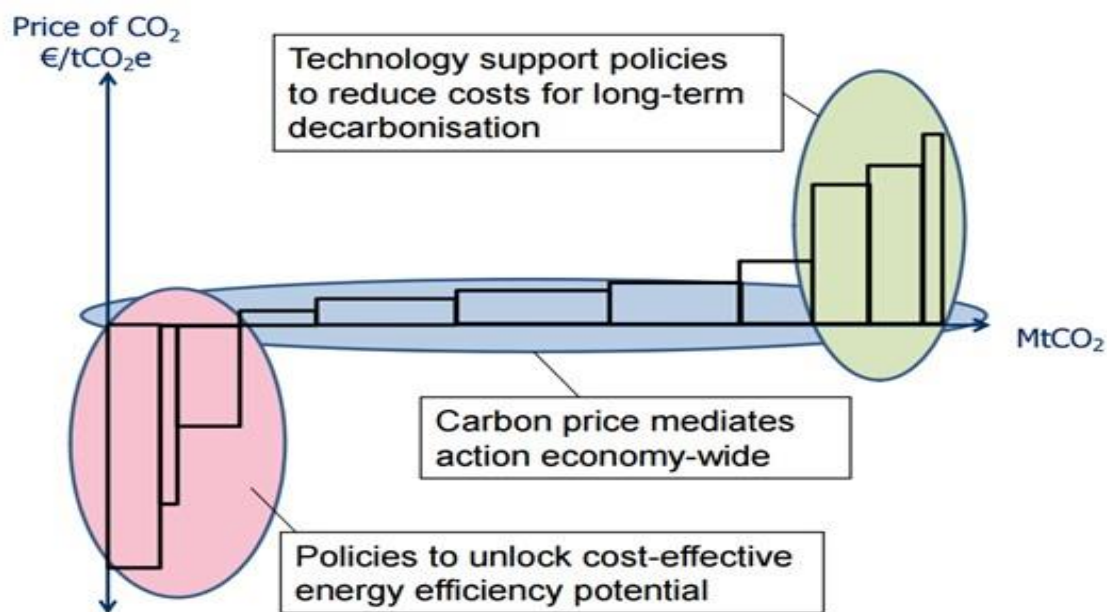 Price of CO₂
€/tCO₂e
Technology support policies
to reduce costs for long-term
decarbonisation
MtCO₂
Carbon price mediates
action economy-wide
Policies to unlock cost-effective
energy efficiency potential